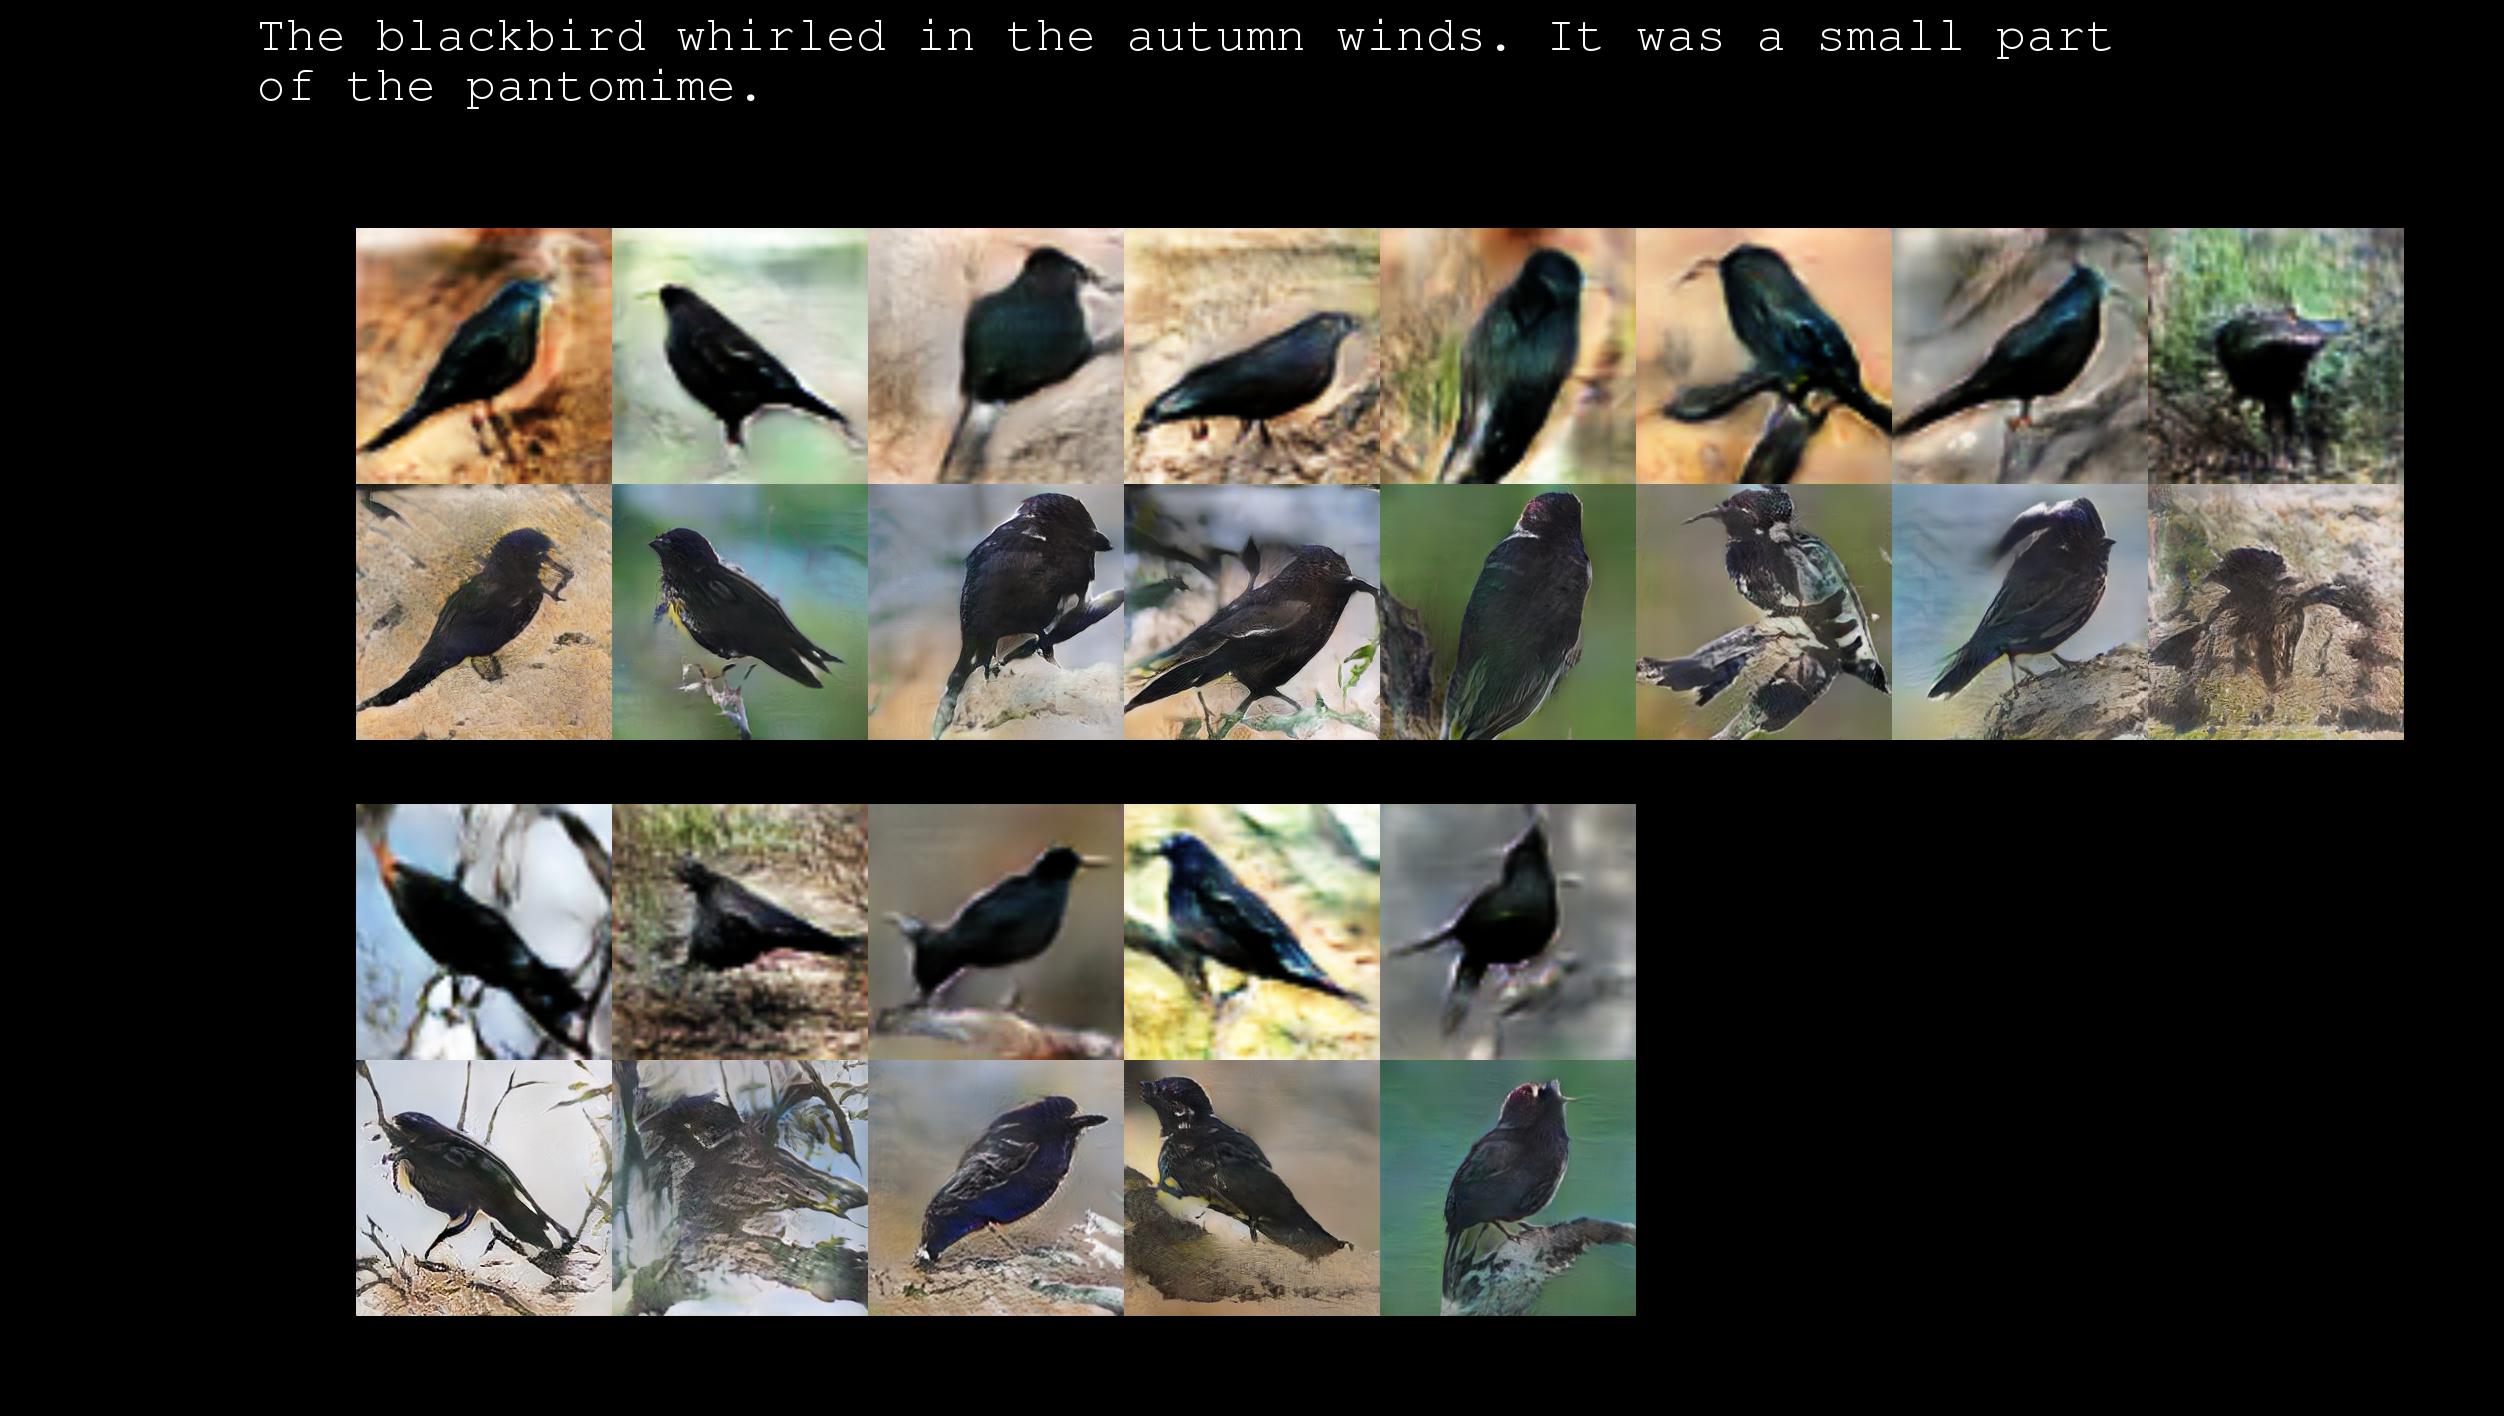 The blackbird whirled in the autumn winds. It was a small part
of the pantomime.